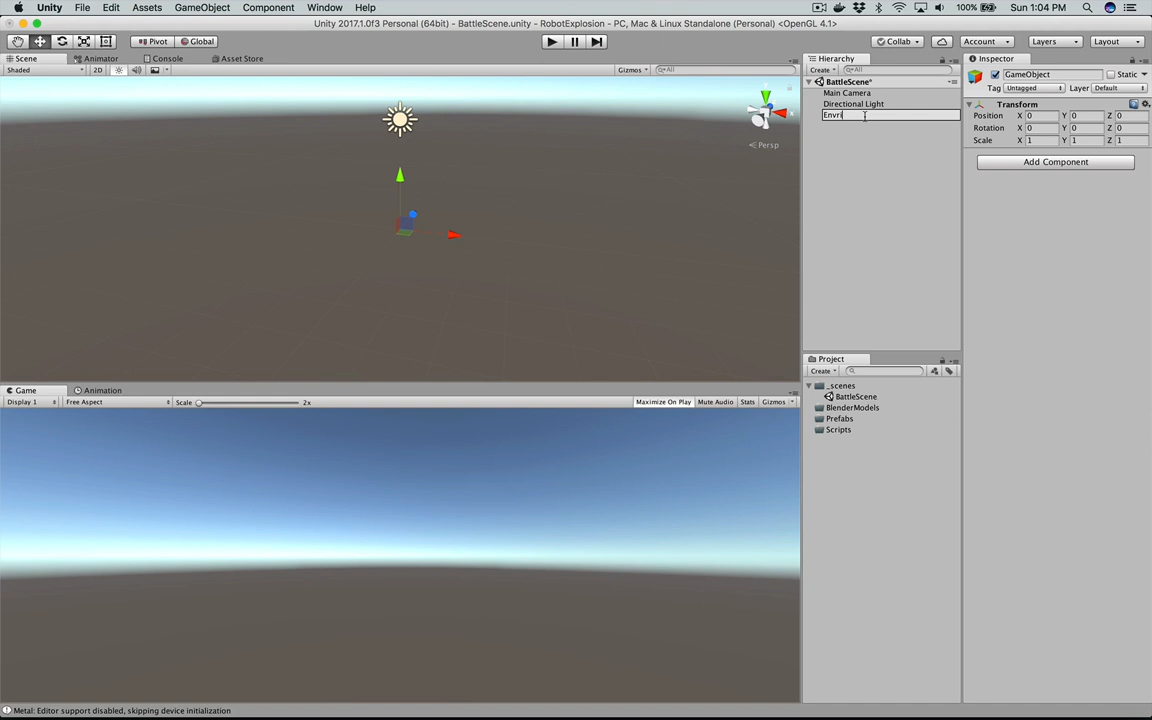 Unity File Edit Assets GameObject Component Window Help 100% Sun 1:04 PM
Unity 2017.1.0f3 Personal (64bit) - BattleScene.unity - RobotExplosion - PC, Mac & Linux Standalone (Personal) <OpenGL 4.1>
Pivot Global Collab Account Layers Layout
Scene Animator Console Asset Store
Shaded 2D Gizmos All
Persp
Game Animation
Display 1 Free Aspect Scale 2x Maximize On Play Mute Audio Stats Gizmos
Hierarchy
Create All
BattleScene*
Main Camera
Directional Light
Envri
Project
Create
_scenes
BattleScene
BlenderModels
Prefabs
Scripts
Inspector
GameObject Static
Tag Untagged Layer Default
Transform
Position X 0 Y 0 Z 0
Rotation X 0 Y 0 Z 0
Scale X 1 Y 1 Z 1
Add Component
Metal: Editor support disabled, skipping device initialization